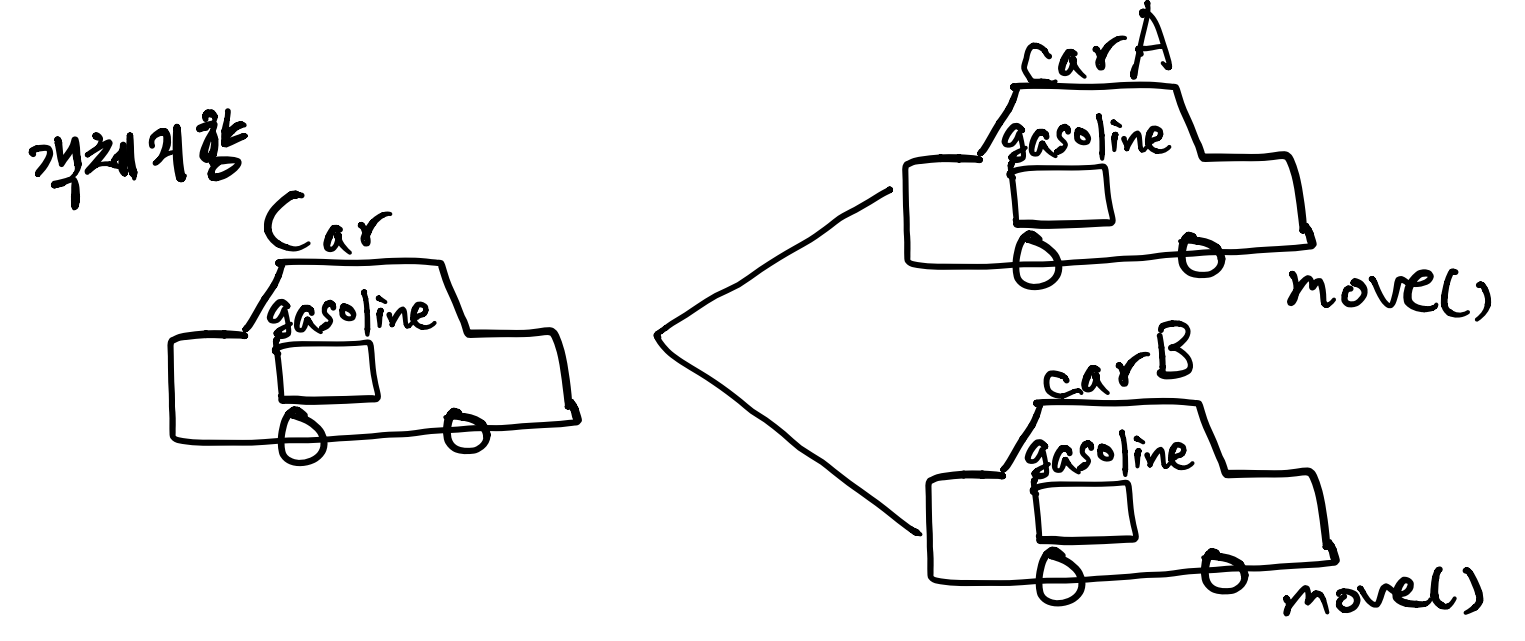 객체지향
Car
gasoline
carA
gasoline
move()
carB
gasoline
move()